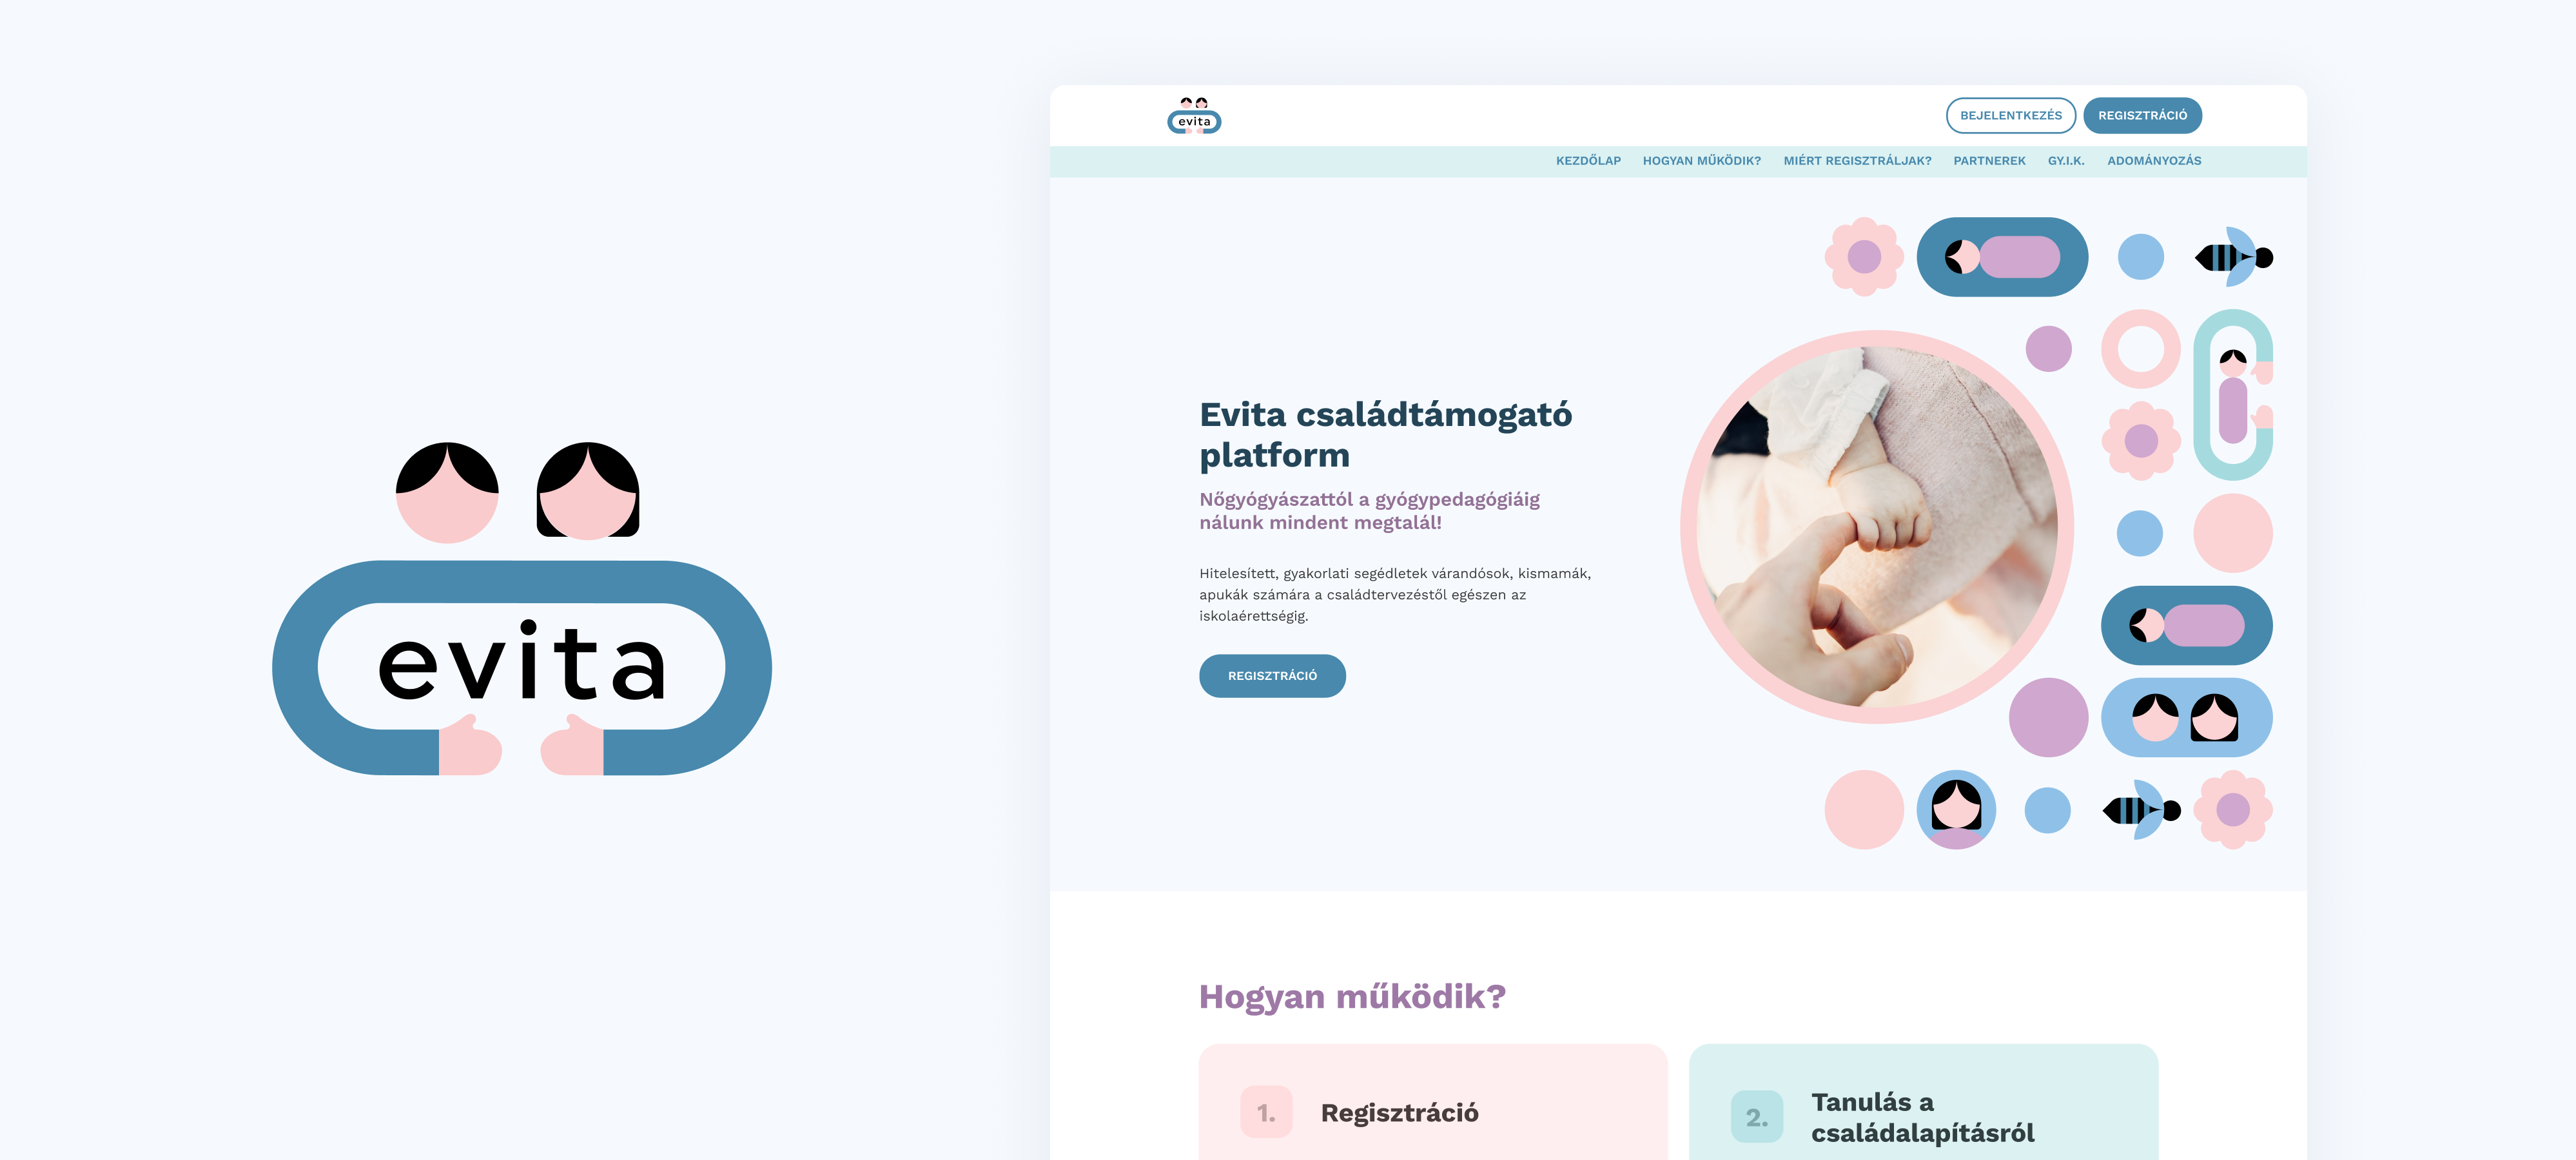 evita
evita
BEJELENTKEZÉS
REGISZTRÁCIÓ
KEZDŐLAP HOGYAN MŰKÖDIK? MIÉRT REGISZTRÁLJAK? PARTNEREK GY.I.K. ADOMÁNYOZÁS
Evita családtámogató
platform
Nőgyógyászattól a gyógypedagógiáig
nálunk mindent megtalál!
Hitelesített, gyakorlati segédletek várandósok, kismamák,
apukák számára a családtervezéstől egészen az
iskolaérettségig.
REGISZTRÁCIÓ
Hogyan működik?
1. Regisztráció
2. Tanulás a
családalapításról